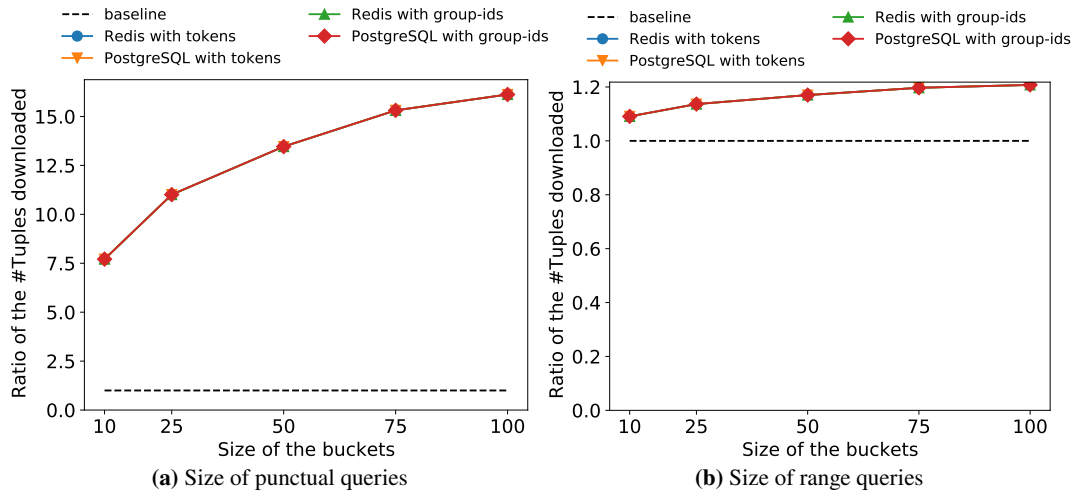 baseline
Redis with tokens
PostgreSQL with tokens
Redis with group-ids
PostgreSQL with group-ids
Ratio of the #Tuples downloaded
15.0
12.5
10.0
7.5
5.0
2.5
0.0
10 25 50 75 100
Size of the buckets
(a) Size of punctual queries
baseline
Redis with tokens
PostgreSQL with tokens
Redis with group-ids
PostgreSQL with group-ids
Ratio of the #Tuples downloaded
1.2
1.0
0.8
0.6
0.4
0.2
0.0
10 25 50 75 100
Size of the buckets
(b) Size of range queries